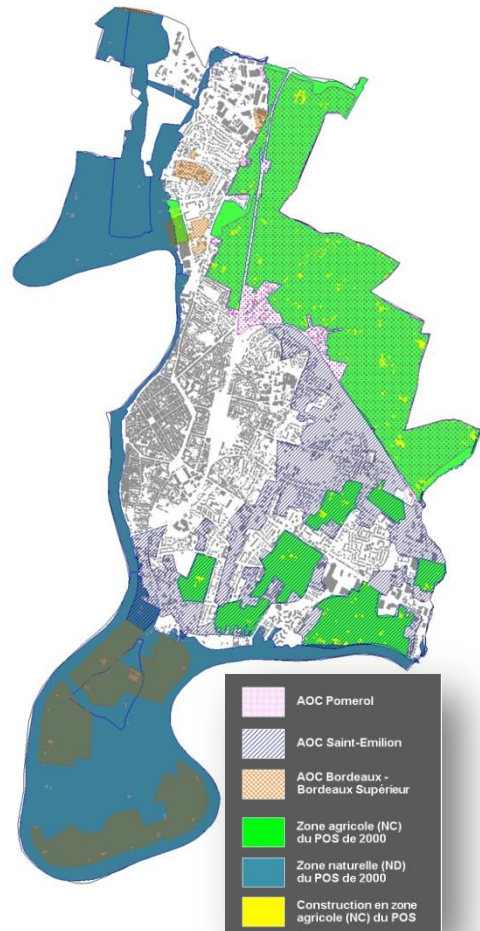 AOC Pomerol
AOC Saint-Emilion
AOC Bordeaux -
Bordeaux Supérieur
Zone agricole (NC)
du POS de 2000
Zone naturelle (ND)
du POS de 2000
Construction en zone
agricole (NC) du POS